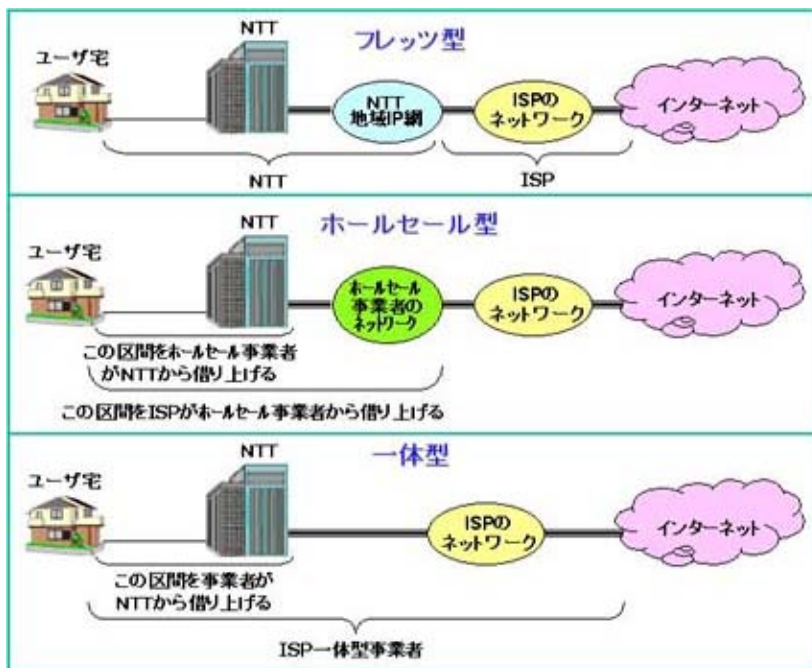 フレッツ型
NTT
ユーザ宅
NTT
地域IP網
ISPの
ネットワーク
インターネット
NTT
ISP
ホールセール型
NTT
ユーザ宅
ホールセール
事業者の
ネットワーク
ISPの
ネットワーク
インターネット
この区間をホールセール事業者
がNTTから借り上げる
この区間をISPがホールセール事業者から借り上げる
一体型
NTT
ユーザ宅
ISPの
ネットワーク
インターネット
この区間を事業者が
NTTから借り上げる
ISP一体型事業者